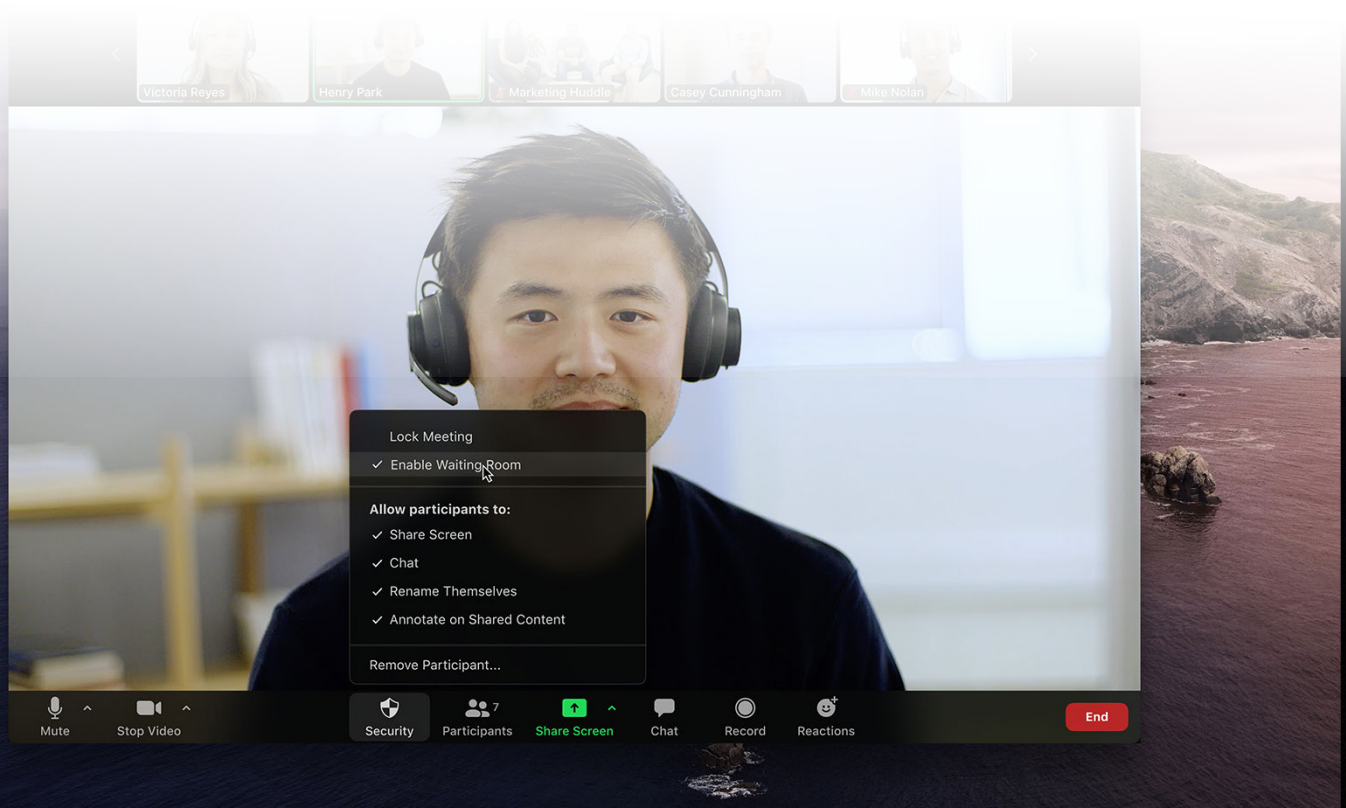 Victoria Reyes
Henry Park
Marketing Huddle
Casey Cunningham
Mike Nolan
Lock Meeting
Enable Waiting Room
Allow participants to:
Share Screen
Chat
Rename Themselves
Annotate on Shared Content
Remove Participant...
Mute
Stop Video
Security
7
Participants
Share Screen
Chat
Record
Reactions
End